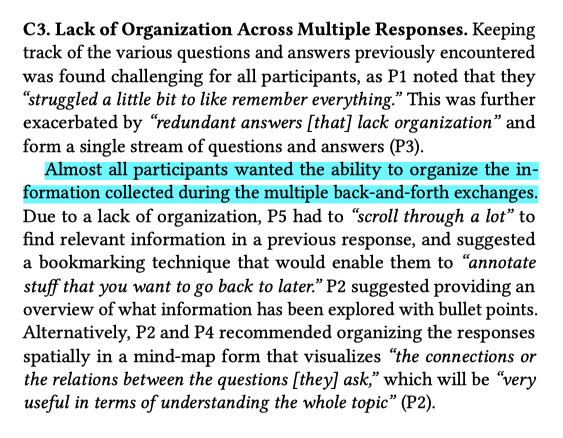 C3. Lack of Organization Across Multiple Responses. Keeping
track of the various questions and answers previously encountered
was found challenging for all participants, as P1 noted that they
“struggled a little bit to like remember everything.” This was further
exacerbated by “redundant answers [that] lack organization” and
form a single stream of questions and answers (P3).
Almost all participants wanted the ability to organize the in-
formation collected during the multiple back-and-forth exchanges.
Due to a lack of organization, P5 had to “scroll through a lot” to
find relevant information in a previous response, and suggested
a bookmarking technique that would enable them to “annotate
stuff that you want to go back to later.” P2 suggested providing an
overview of what information has been explored with bullet points.
Alternatively, P2 and P4 recommended organizing the responses
spatially in a mind-map form that visualizes “the connections or
the relations between the questions [they] ask,” which will be “very
useful in terms of understanding the whole topic” (P2).